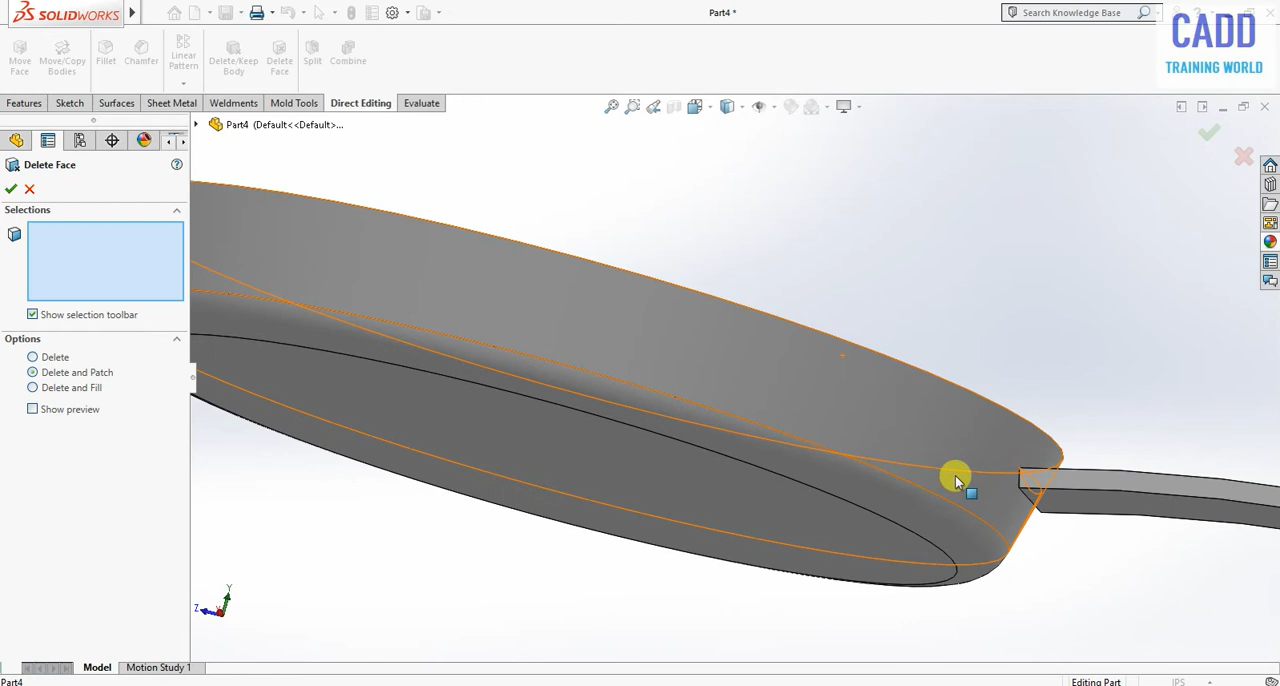 SOLIDWORKS
Part4 *
Search Knowledge Base
CADD
TRAINING WORLD
Move Face
Move/Copy Bodies
Fillet
Chamfer
Linear Pattern
Delete/Keep Body
Delete Face
Split
Combine
Features
Sketch
Surfaces
Sheet Metal
Weldments
Mold Tools
Direct Editing
Evaluate
Part4 (Default<<Default>...
Delete Face
Selections
Show selection toolbar
Options
Delete
Delete and Patch
Delete and Fill
Show preview
Y
Z
Model
Motion Study 1
Part4
Editing Part
IPS